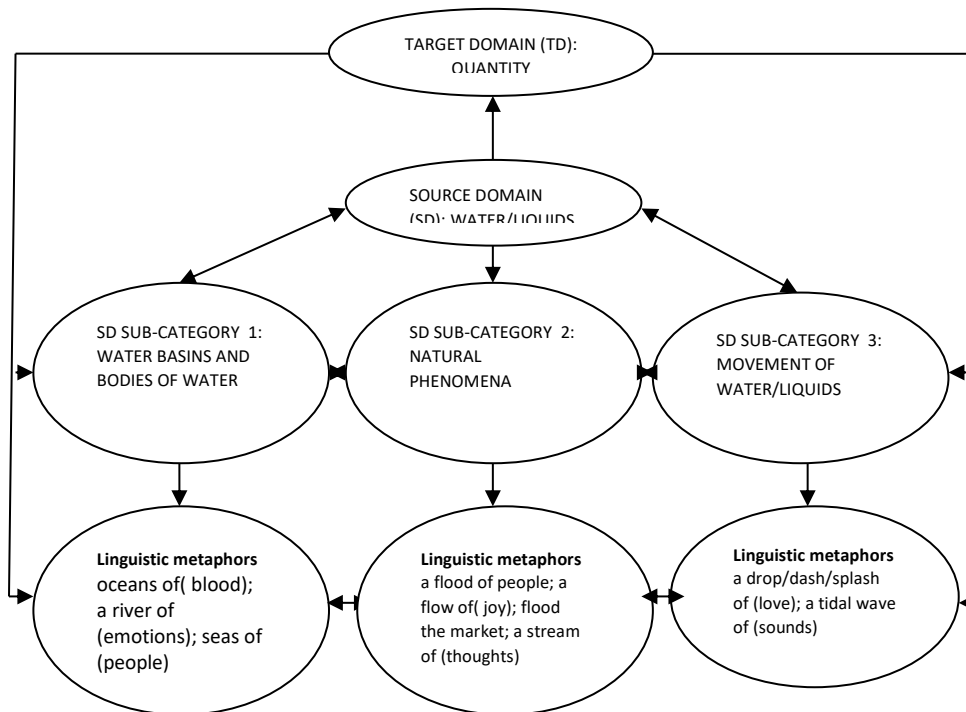 TARGET DOMAIN (TD):
QUANTITY
SOURCE DOMAIN
(SD): WATER/LIQUIDS
SD SUB-CATEGORY 1:
WATER BASINS AND
BODIES OF WATER
SD SUB-CATEGORY 2:
NATURAL
PHENOMENA
SD SUB-CATEGORY 3:
MOVEMENT OF
WATER/LIQUIDS
Linguistic metaphors
oceans of( blood);
a river of
(emotions); seas of
(people)
Linguistic metaphors
a flood of people; a
flow of( joy); flood
the market; a stream
of (thoughts)
Linguistic metaphors
a drop/dash/splash
of (love); a tidal wave
of (sounds)